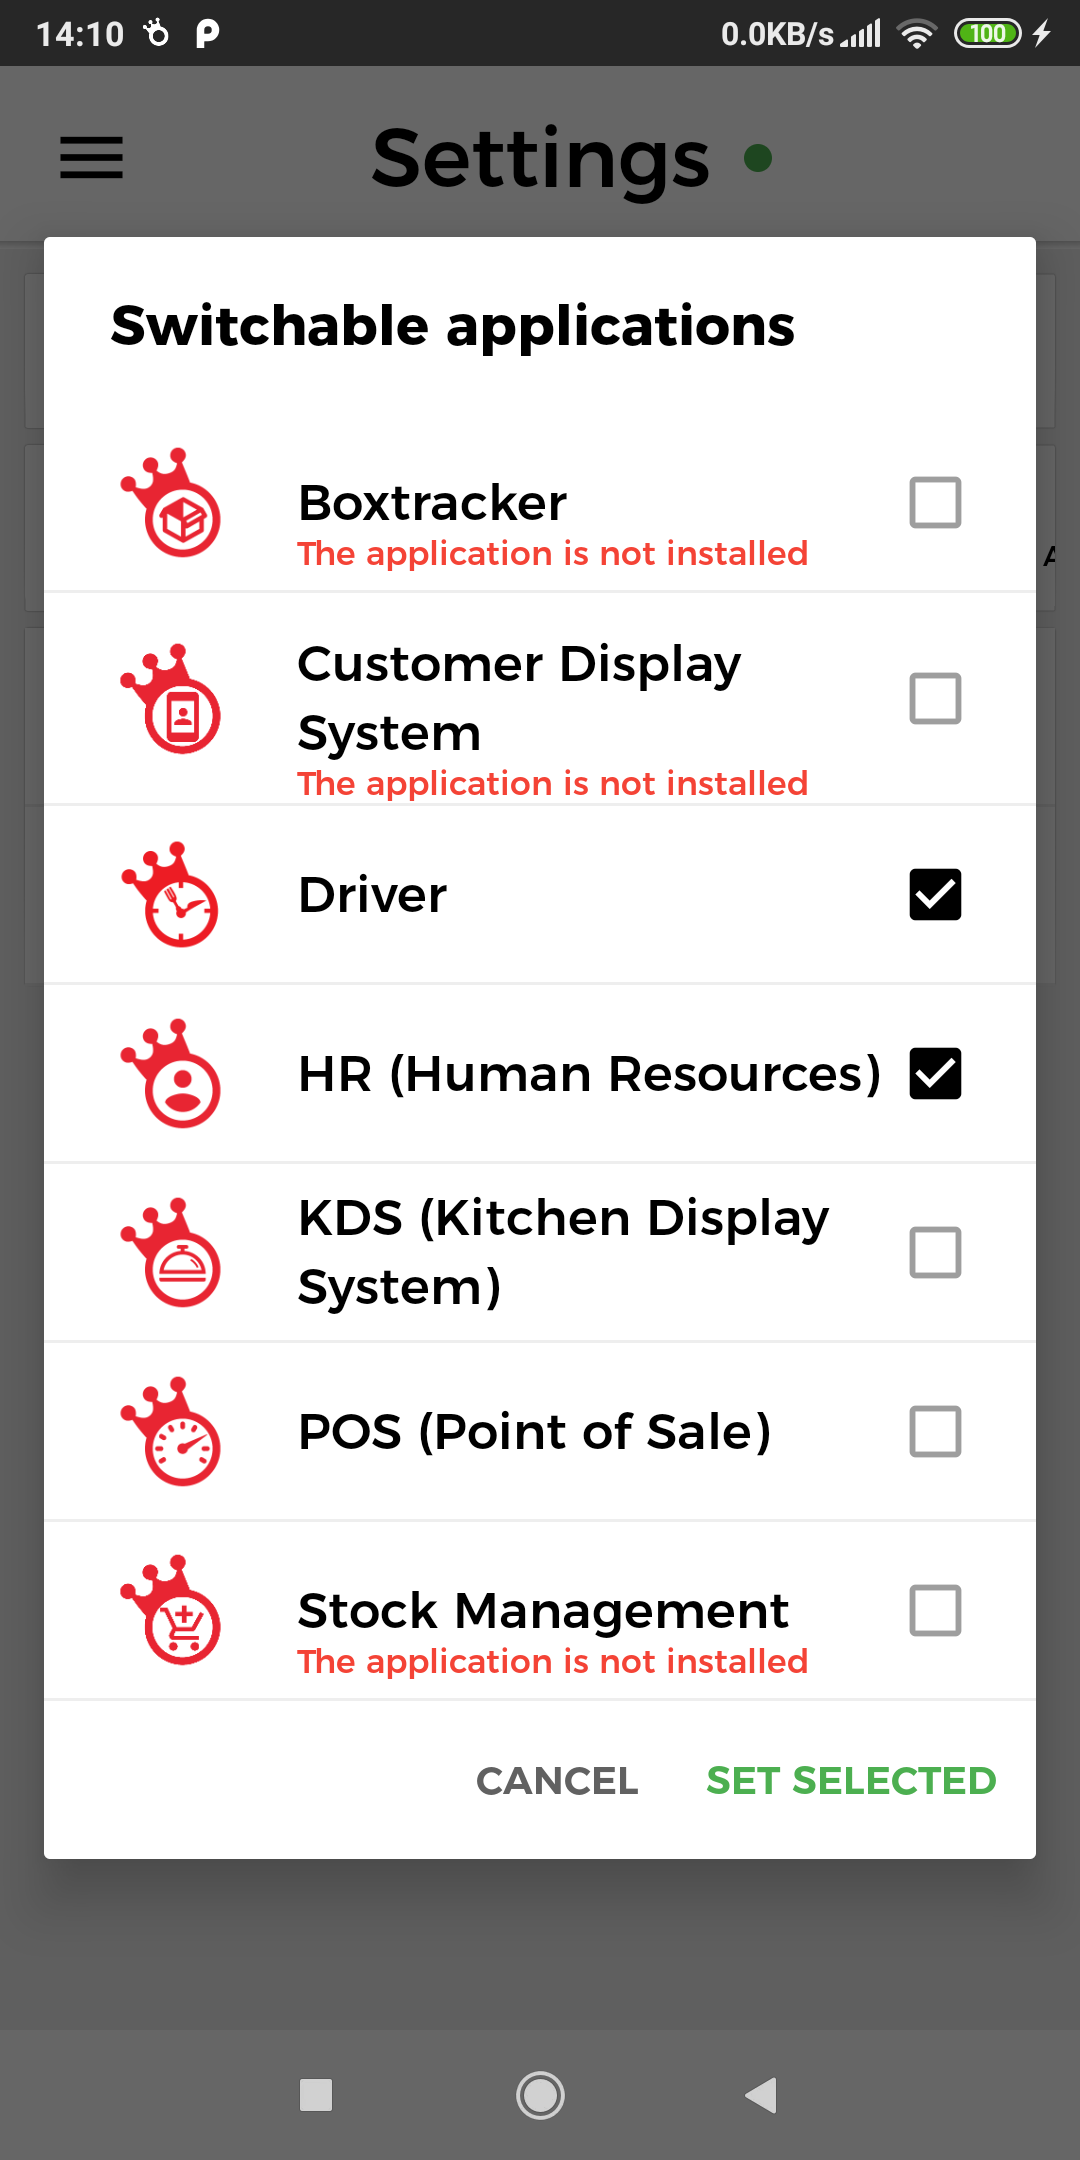 14:10
0.0KB/s
100
Settings
Switchable applications
Boxtracker
The application is not installed
A
Customer Display
System
The application is not installed
Driver
HR (Human Resources)
KDS (Kitchen Display
System)
POS (Point of Sale)
Stock Management
The application is not installed
CANCEL SET SELECTED